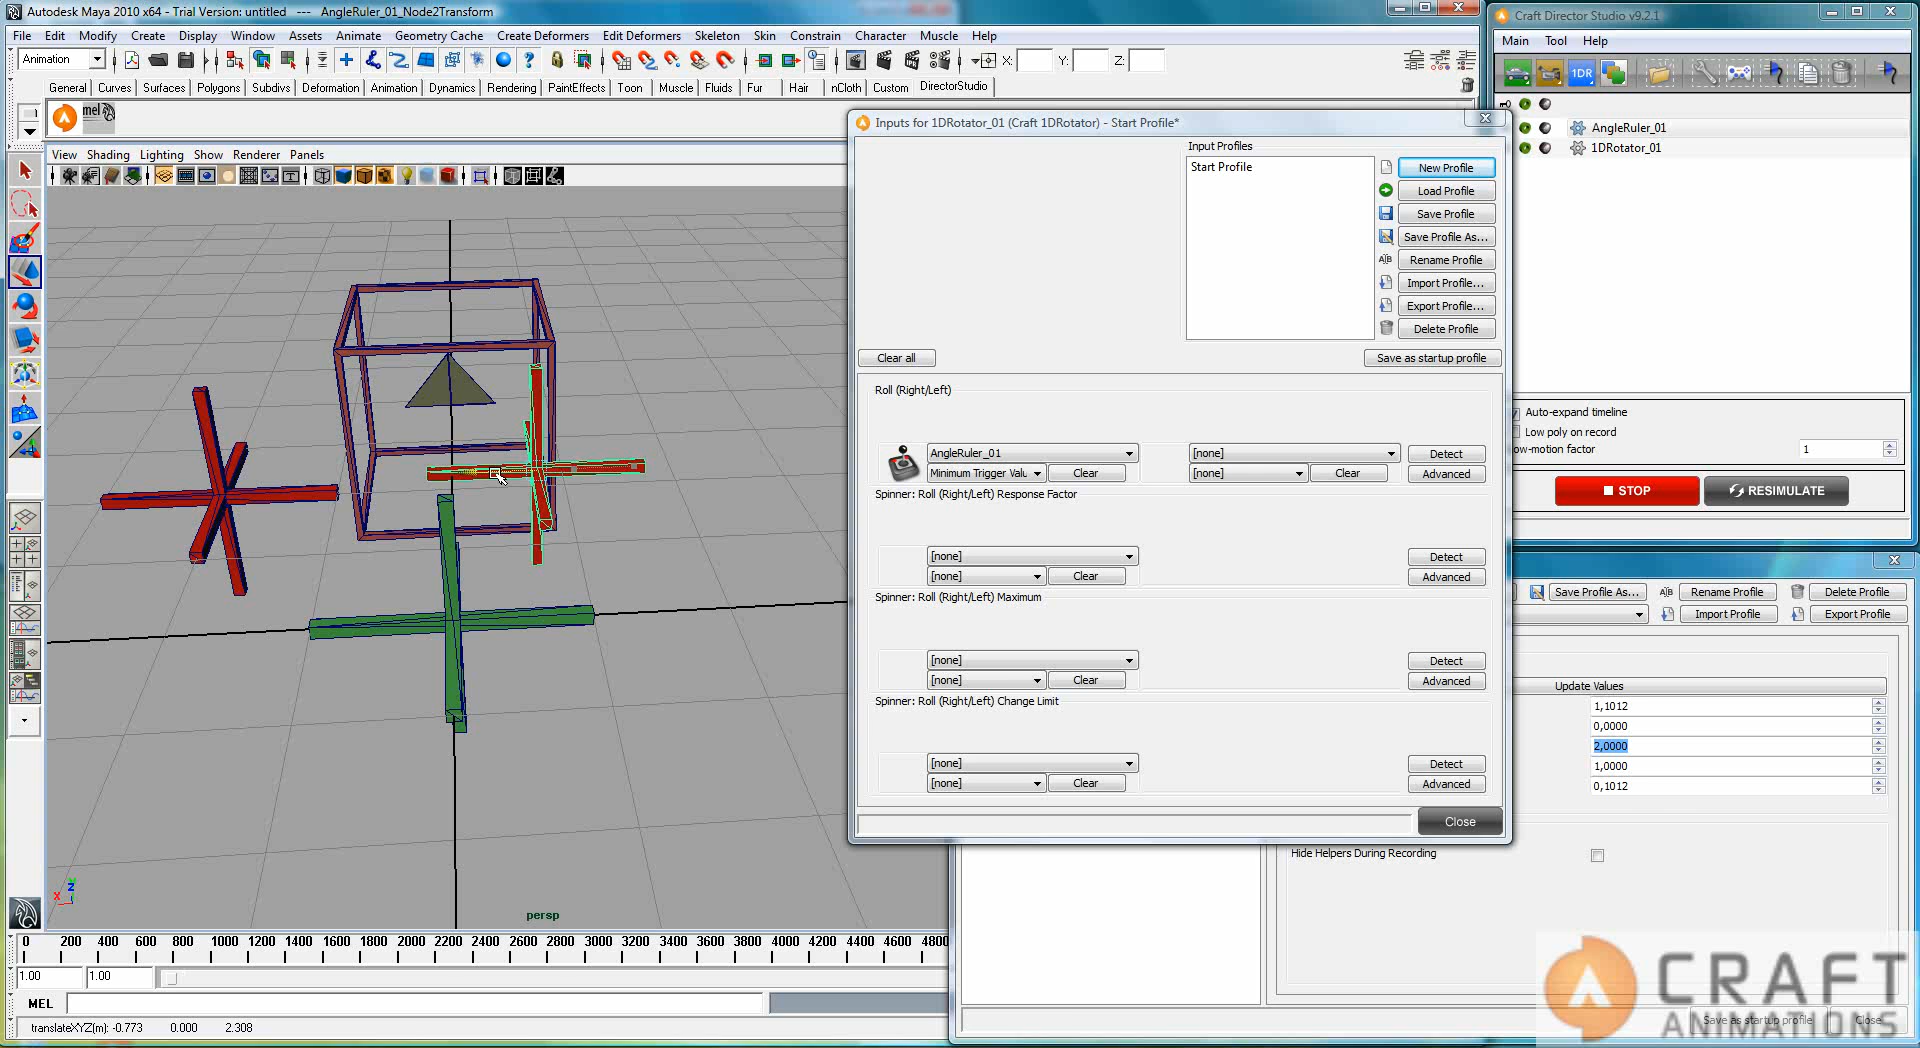 Autodesk Maya 2010 x64 - Trial Version: untitled --- AngleRuler_01_Node2Transform
File Edit Modify Create Display Window Assets Animate Geometry Cache Create Deformers Edit Deformers Skeleton Skin Constrain Character Muscle Help
Animation
X: Y: Z:
General Curves Surfaces Polygons Subdivs Deformation Animation Dynamics Rendering PaintEffects Toon Muscle Fluids Fur Hair nCloth Custom DirectorStudio
mel
View Shading Lighting Show Renderer Panels
persp
0 200 400 600 800 1000 1200 1400 1600 1800 2000 2200 2400 2600 2800 3000 3200 3400 3600 3800 4000 4200 4400 4600 4800
1.00 1.00
MEL
translateXYZ(m): -0.773 0.000 2.308
Inputs for 1DRotator_01 (Craft 1DRotator) - Start Profile*
Input Profiles
Start Profile
New Profile
Load Profile
Save Profile
Save Profile As...
Rename Profile
Import Profile...
Export Profile...
Delete Profile
Clear all
Save as startup profile
Roll (Right/Left)
AngleRuler_01 [none] Detect
Minimum Trigger Valu Clear [none] Clear Advanced
Spinner: Roll (Right/Left) Response Factor
[none] Detect
[none] Clear Advanced
Spinner: Roll (Right/Left) Maximum
[none] Detect
[none] Clear Advanced
Spinner: Roll (Right/Left) Change Limit
[none] Detect
[none] Clear Advanced
Close
Craft Director Studio v9.2.1
Main Tool Help
1DR
AngleRuler_01
1DRotator_01
Auto-expand timeline
Low poly on record
ow-motion factor 1
STOP RESIMULATE
Save Profile As... Rename Profile Delete Profile
Import Profile Export Profile
Update Values
1,1012
0,0000
2,0000
1,0000
0,1012
Hide Helpers During Recording
Save as startup profile Close
CRAFT
ANIMATIONS